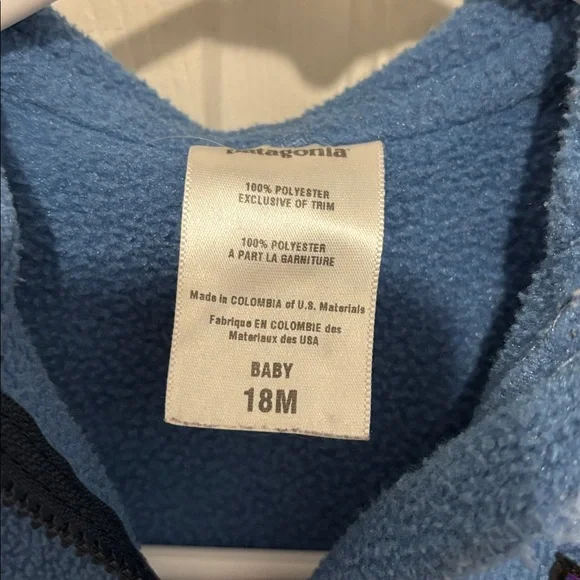 patagonia
100% POLYESTER
EXCLUSIVE OF TRIM
100% POLYESTER
A PART LA GARNITURE
Made in COLOMBIA of U.S. Materials
Fabrique EN COLOMBIE des
Materiaux des USA
BABY
18M